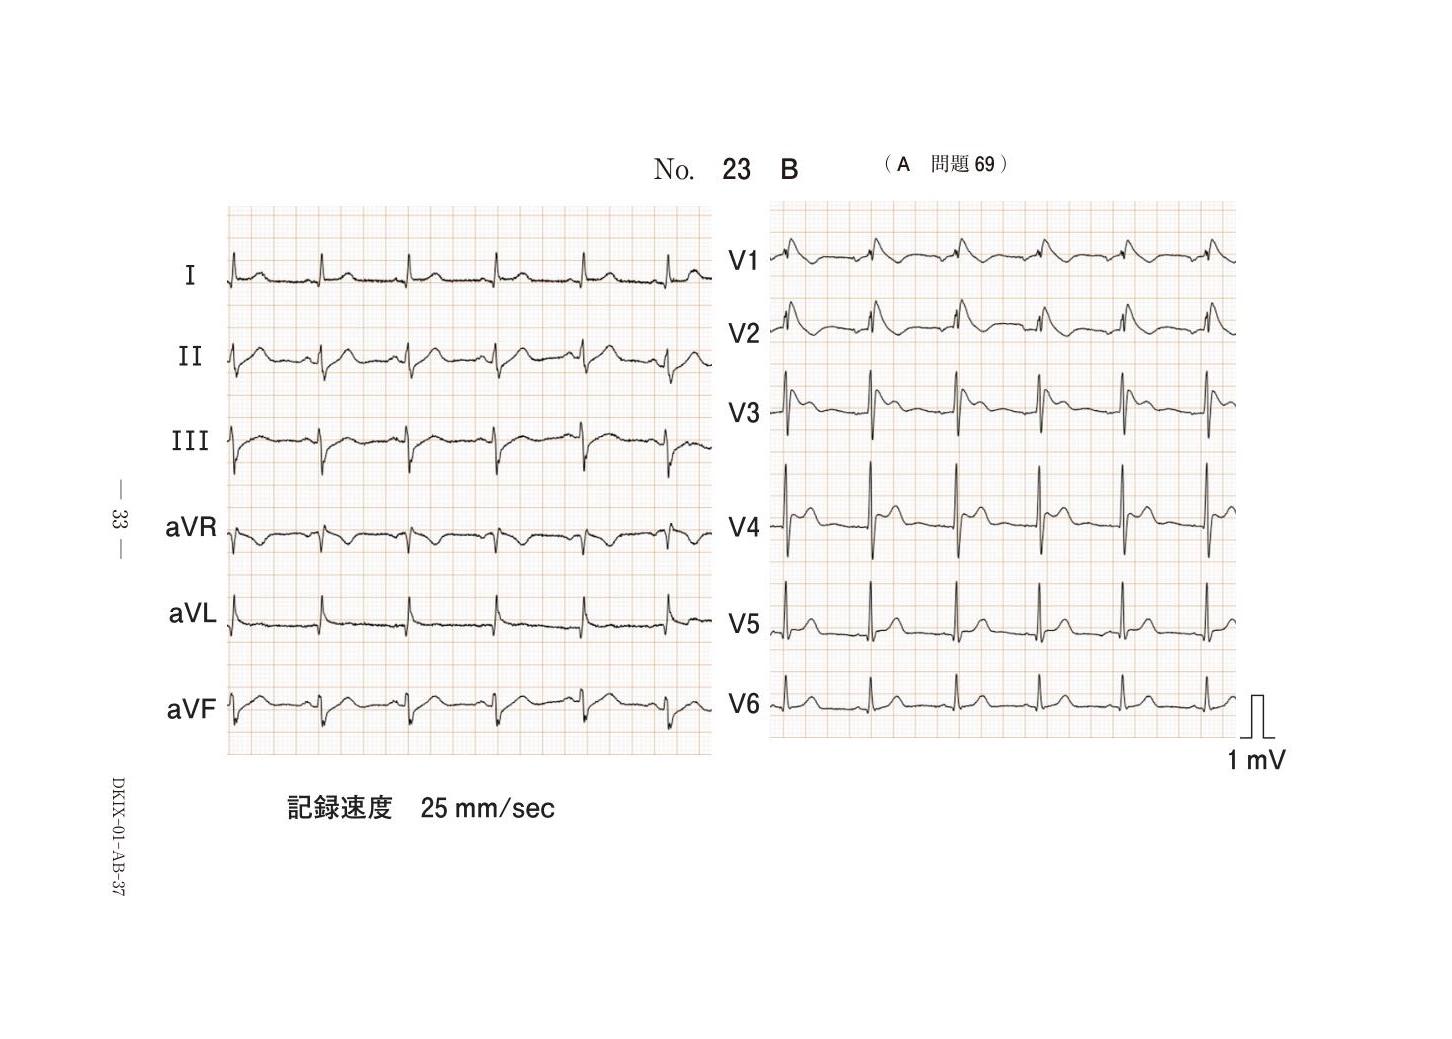 No. 23 B （A 問題 69）
I
II
III
aVR
aVL
aVF
V1
V2
V3
V4
V5
V6
1 mV
記録速度 25 mm/sec
— 33 —
DKIX-01-AB-37